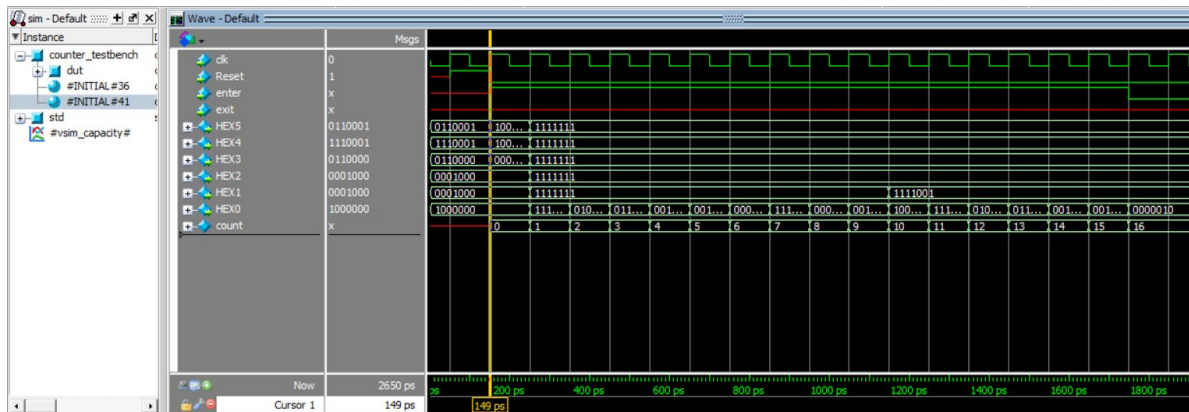 sim - Default
Wave - Default
Instance
Msgs
counter_testbench
dut
#INITIAL#36
#INITIAL#41
std
#vsim_capacity#
clk 0
Reset 1
enter x
exit x
HEX5 0110001 0110001 100... 1111111
HEX4 1110001 1110001 100... 1111111
HEX3 0110000 0110000 000... 1111111
HEX2 0001000 0001000 1111111
HEX1 0001000 0001000 1111111 1111001
HEX0 1000000 1000000 111... 010... 011... 001... 001... 000... 111... 000... 001... 100... 111... 010... 011... 001... 001... 0000010
count x 0 1 2 3 4 5 6 7 8 9 10 11 12 13 14 15 16
Now 2650 ps ps 200 ps 400 ps 600 ps 800 ps 1000 ps 1200 ps 1400 ps 1600 ps 1800 ps
Cursor 1 149 ps 149 ps